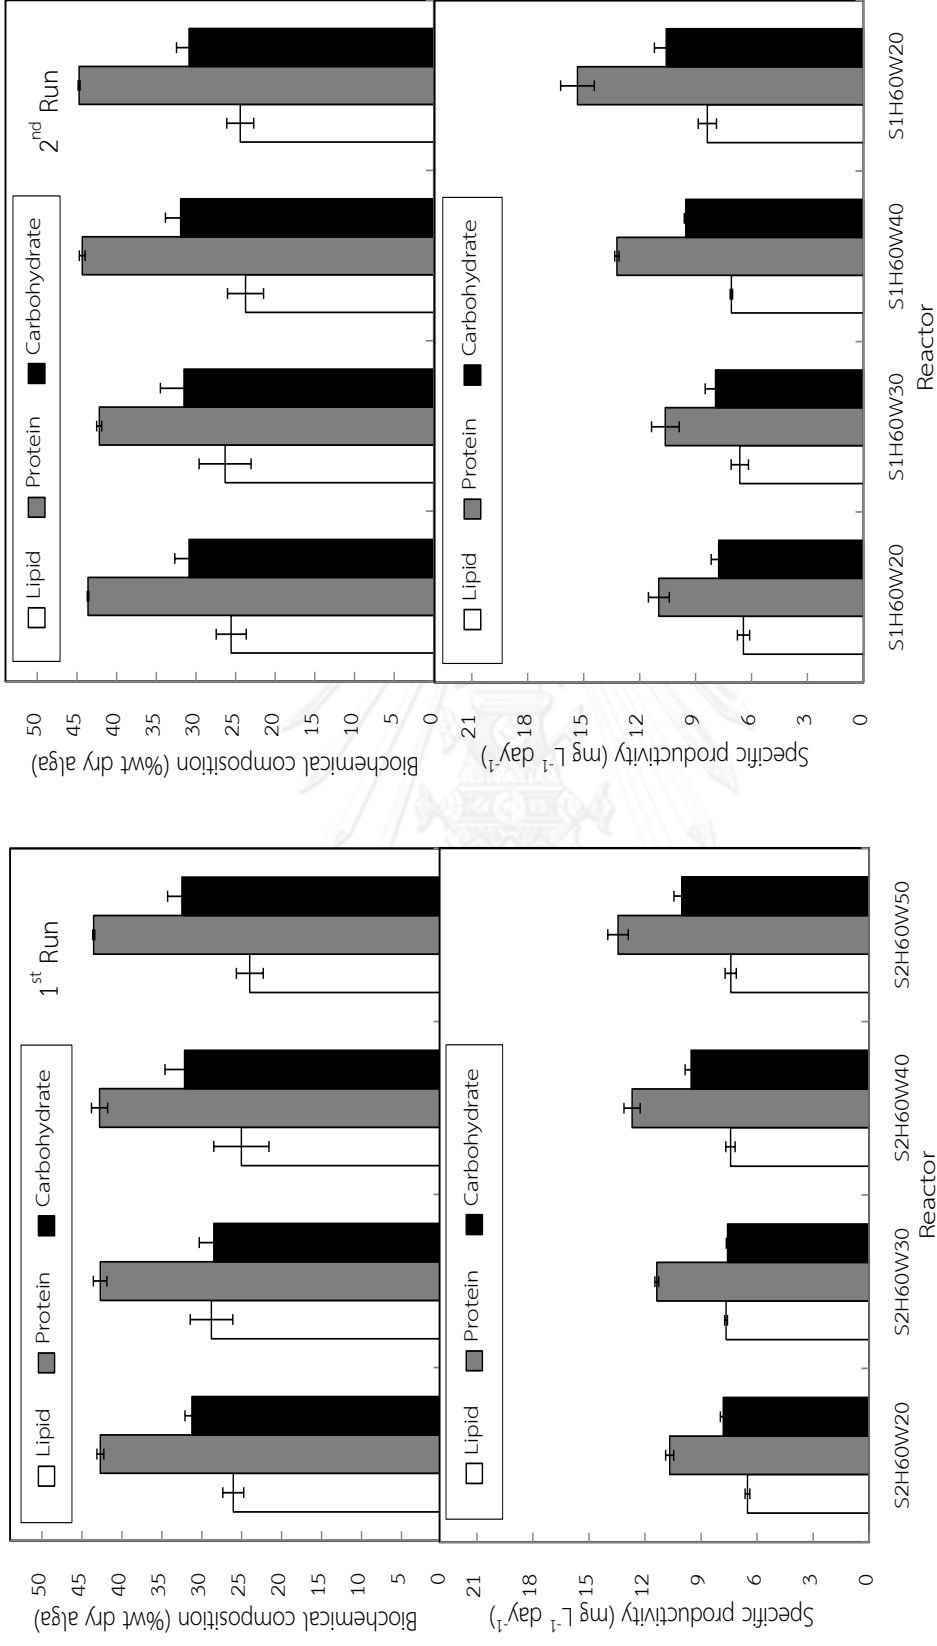 1st Run
Lipid Protein Carbohydrate
Biochemical composition (%wt dry alga)
50
45
40
35
30
25
20
15
10
5
0
Lipid Protein Carbohydrate
Specific productivity (mg L-1 day-1)
21
18
15
12
9
6
3
0
S2H60W20 S2H60W30 S2H60W40 S2H60W50
Reactor
2nd Run
Lipid Protein Carbohydrate
Biochemical composition (%wt dry alga)
50
45
40
35
30
25
20
15
10
5
0
Lipid Protein Carbohydrate
Specific productivity (mg L-1 day-1)
21
18
15
12
9
6
3
0
S1H60W20 S1H60W30 S1H60W40 S1H60W20
Reactor